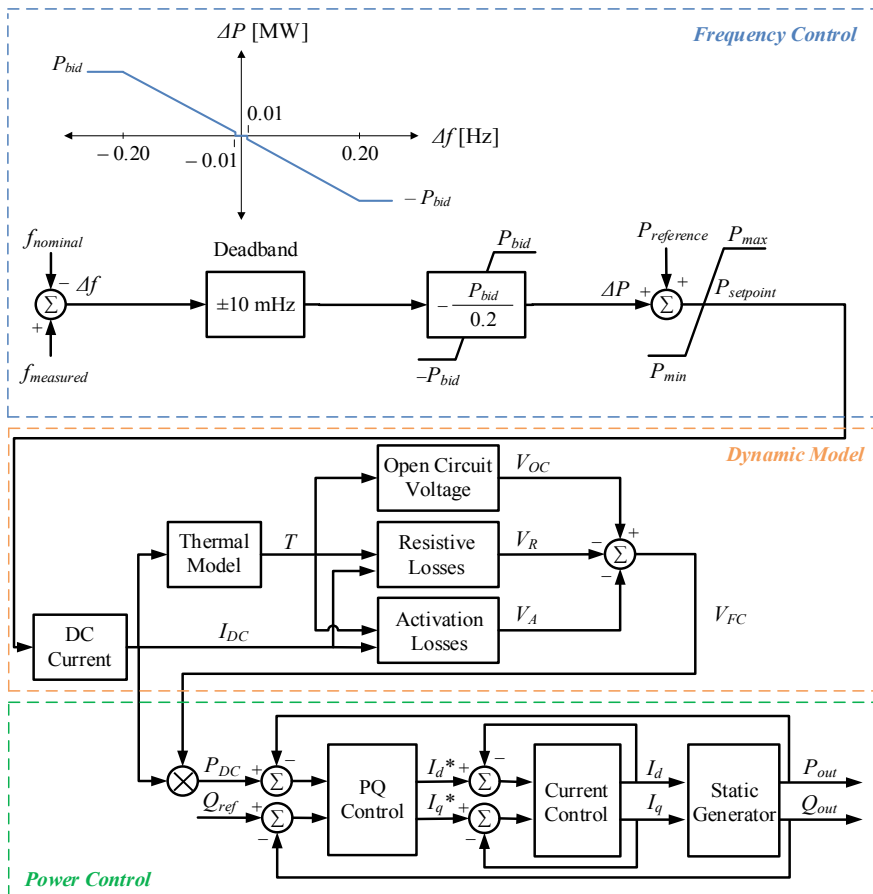 Frequency Control
ΔP [MW]
P_bid
0.01
Δf [Hz]
– 0.20
– 0.01
0.20
– P_bid
f_nominal
Deadband
P_bid
P_reference
P_max
– Δf
±10 mHz
– P_bid / 0.2
ΔP
+
+
P_setpoint
Σ
Σ
+
f_measured
–P_bid
P_min
Dynamic Model
Open Circuit Voltage
V_OC
+
Thermal Model
T
Resistive Losses
V_R
–
Σ
–
DC Current
I_DC
Activation Losses
V_A
V_FC
P_DC
+
–
Σ
PQ Control
I_d*
+
–
Σ
Current Control
I_d
Static Generator
P_out
Q_ref
+
Σ
–
I_q*
+
Σ
–
I_q
Q_out
Power Control